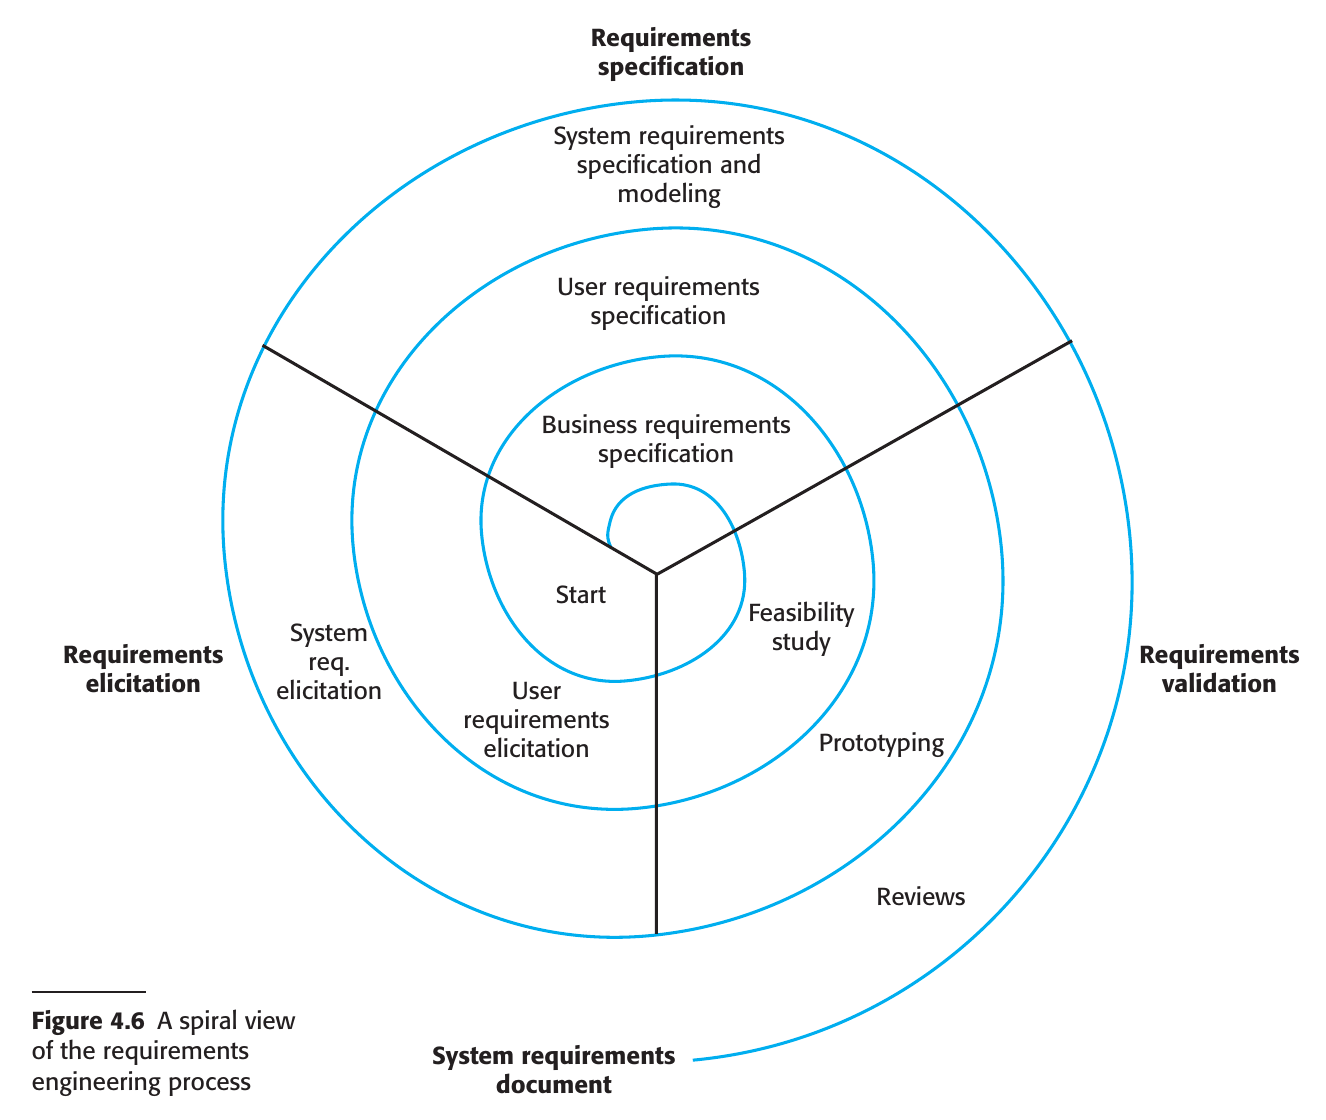 Requirements
specification
System requirements
specification and
modeling
User requirements
specification
Business requirements
specification
Start
Feasibility
study
System
req.
elicitation
Requirements
elicitation
Requirements
validation
User
requirements
elicitation
Prototyping
Reviews
Figure 4.6 A spiral view
of the requirements
engineering process
System requirements
document